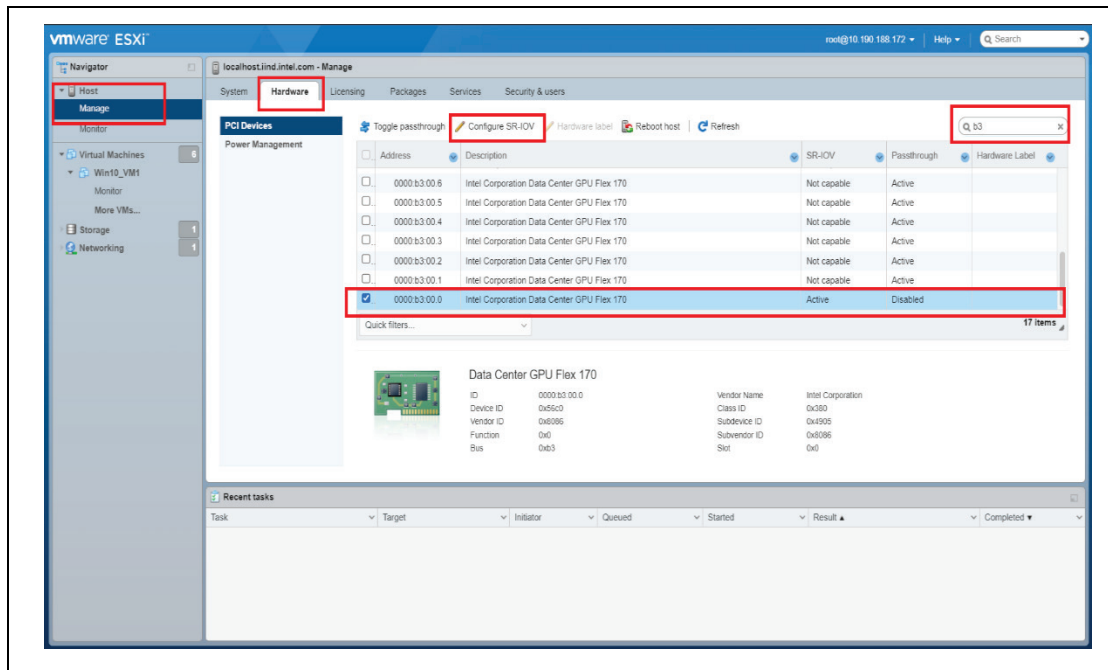 vmware ESXi™
root@10.190.188.172 ▾ | Help ▾ | Search
Navigator
localhost.iind.intel.com - Manage
Host
Manage
Monitor
Virtual Machines 6
Win10_VM1
Monitor
More VMs...
Storage 1
Networking 1
System Hardware Licensing Packages Services Security & users
PCI Devices
Power Management
Toggle passthrough Configure SR-IOV Hardware label Reboot host | Refresh b3 x
Address Description SR-IOV Passthrough Hardware Label
0000:b3:00.6 Intel Corporation Data Center GPU Flex 170 Not capable Active
0000:b3:00.5 Intel Corporation Data Center GPU Flex 170 Not capable Active
0000:b3:00.4 Intel Corporation Data Center GPU Flex 170 Not capable Active
0000:b3:00.3 Intel Corporation Data Center GPU Flex 170 Not capable Active
0000:b3:00.2 Intel Corporation Data Center GPU Flex 170 Not capable Active
0000:b3:00.1 Intel Corporation Data Center GPU Flex 170 Not capable Active
0000:b3:00.0 Intel Corporation Data Center GPU Flex 170 Active Disabled
Quick filters... 17 items
Data Center GPU Flex 170
ID 0000:b3:00.0 Vendor Name Intel Corporation
Device ID 0x56c0 Class ID 0x380
Vendor ID 0x8086 Subdevice ID 0x4905
Function 0x0 Subvendor ID 0x8086
Bus 0xb3 Slot 0x0
Recent tasks
Task Target Initiator Queued Started Result ▲ Completed ▼